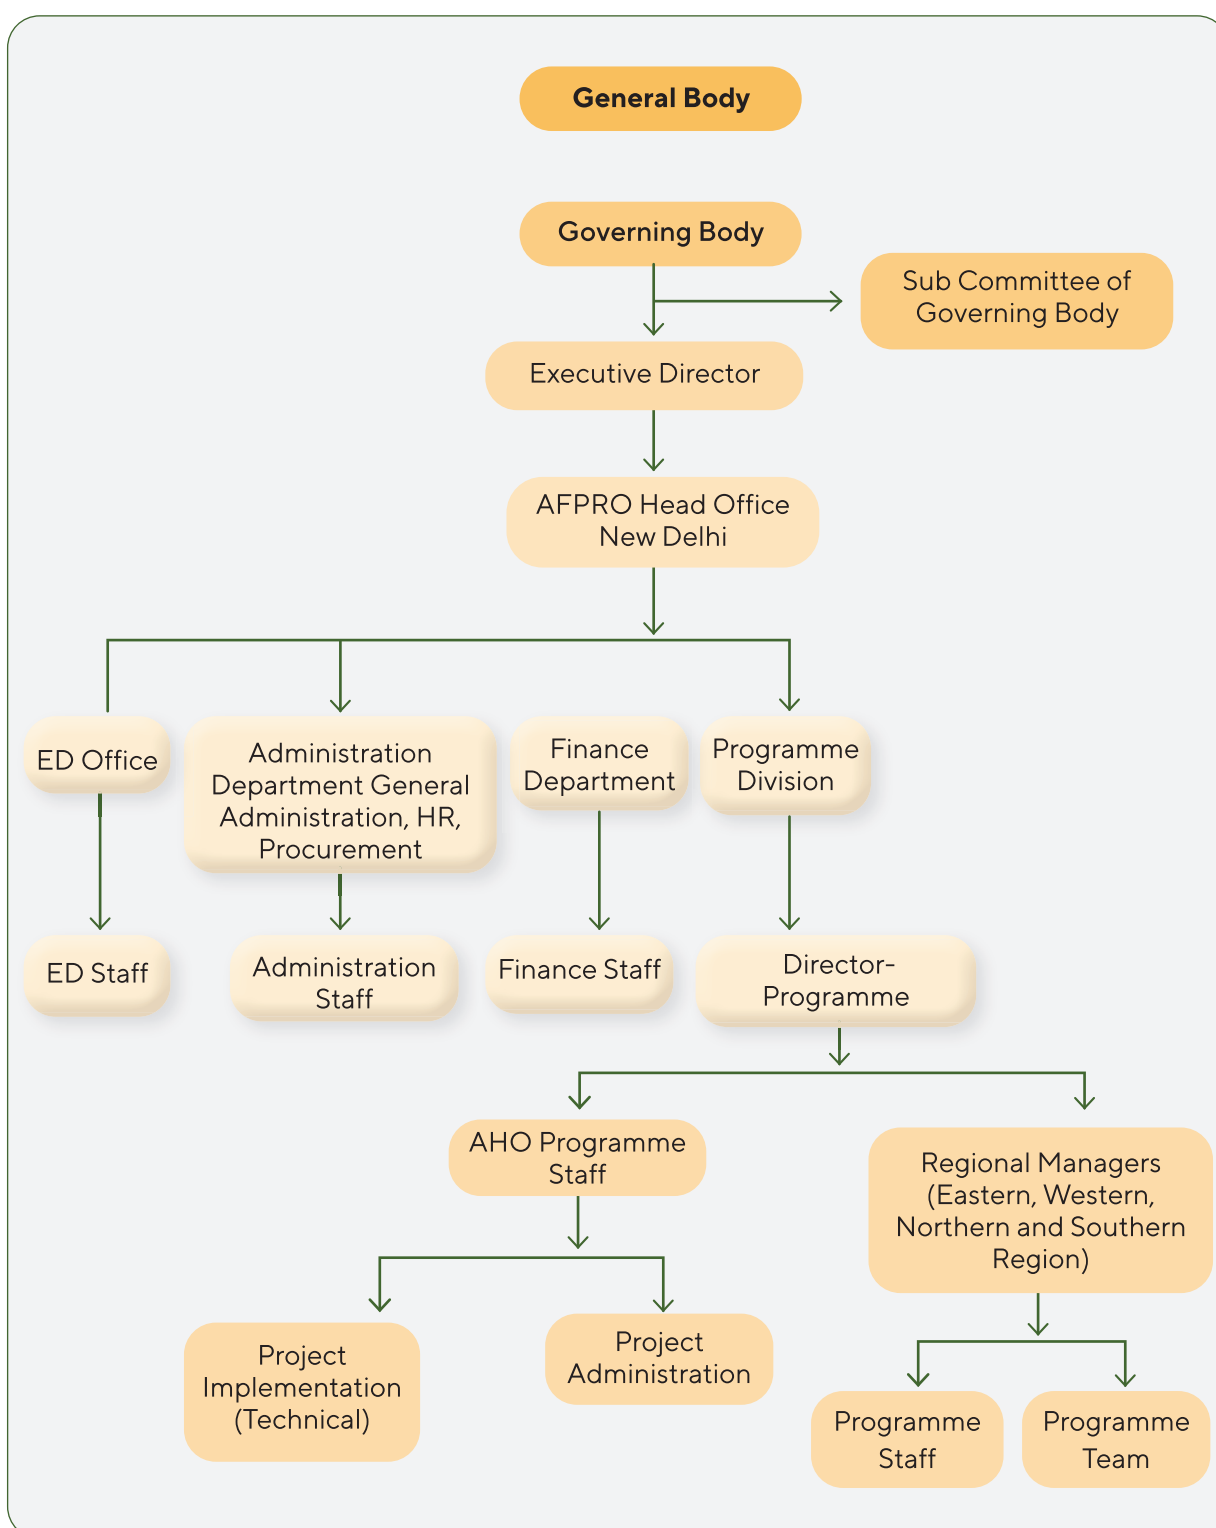 General Body
Governing Body
Sub Committee of
Governing Body
Executive Director
AFPRO Head Office
New Delhi
ED Office
Administration
Department General
Administration, HR,
Procurement
Finance
Department
Programme
Division
ED Staff
Administration
Staff
Finance Staff
Director-
Programme
AHO Programme
Staff
Regional Managers
(Eastern, Western,
Northern and Southern
Region)
Project
Implementation
(Technical)
Project
Administration
Programme
Staff
Programme
Team